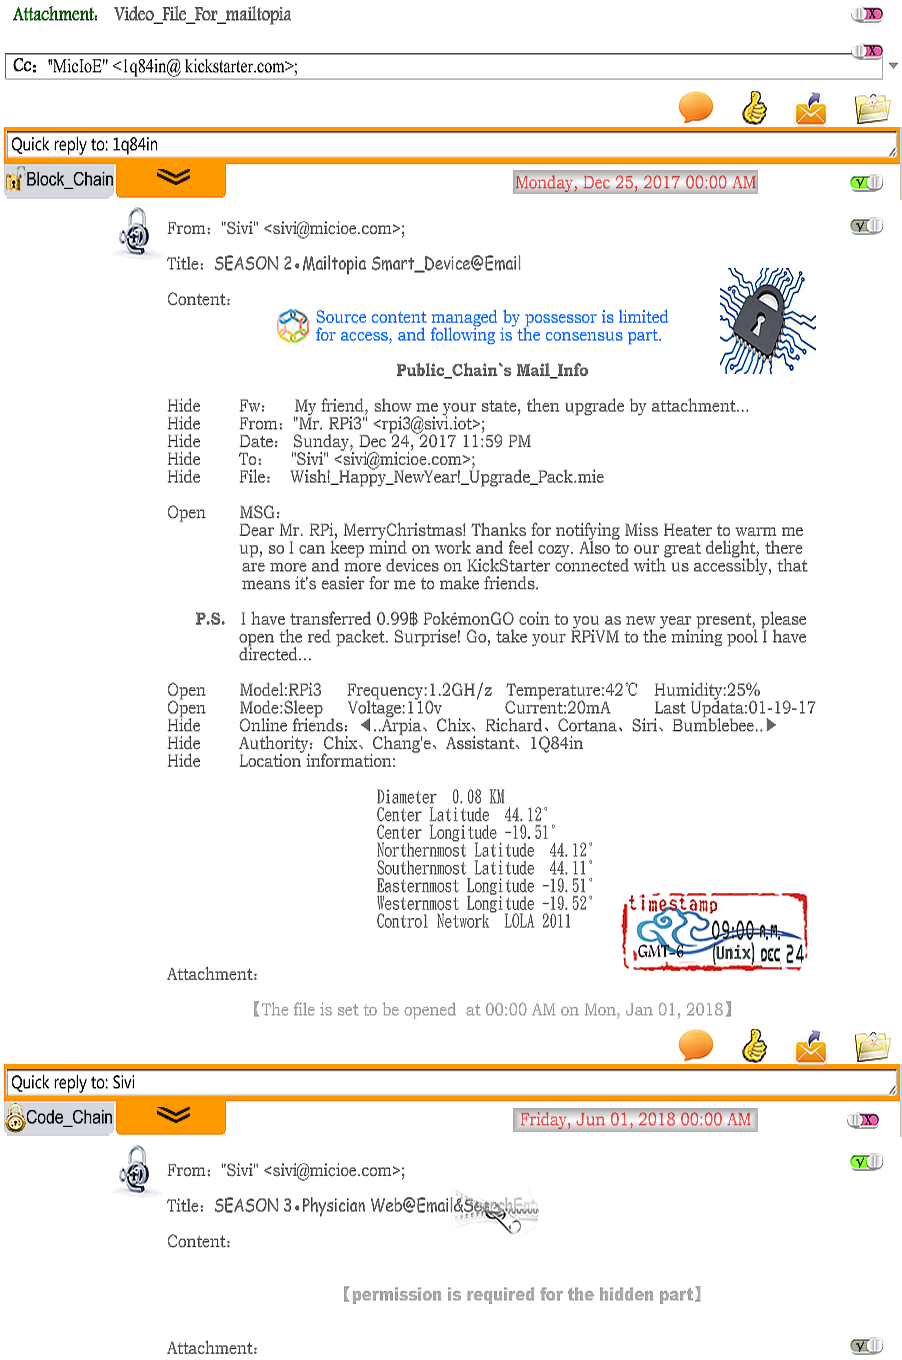 Attachment: Video_File_For_mailtopia
X
X
Cc: "MicIoE" <1q84in@ kickstarter.com>;
Quick reply to: 1q84in
Block_Chain
Monday, Dec 25, 2017 00:00 AM
√
From: "Sivi" <sivi@micioe.com>;
√
Title: SEASON 2•Mailtopia Smart_Device@Email
Content:
Source content managed by possessor is limited
for access, and following is the consensus part.
Public_Chain`s Mail_Info
Hide Fw: My friend, show me your state, then upgrade by attachment...
Hide From: "Mr. RPi3" <rpi3@sivi.iot>;
Hide Date: Sunday, Dec 24, 2017 11:59 PM
Hide To: "Sivi" <sivi@micioe.com>;
Hide File: Wish!_Happy_NewYear!_Upgrade_Pack.mie
Open MSG:
Dear Mr. RPi, MerryChristmas! Thanks for notifying Miss Heater to warm me
up, so I can keep mind on work and feel cozy. Also to our great delight, there
are more and more devices on KickStarter connected with us accessibly, that
means it's easier for me to make friends.
P.S. I have transferred 0.99฿ PokémonGO coin to you as new year present, please
open the red packet. Surprise! Go, take your RPiVM to the mining pool I have
directed...
Open Model:RPi3 Frequency:1.2GH/z Temperature:42℃ Humidity:25%
Open Mode:Sleep Voltage:110v Current:20mA Last Updata:01-19-17
Hide Online friends: ◀..Arpia、Chix、Richard、Cortana、Siri、Bumblebee..▶
Hide Authority: Chix、Chang'e、Assistant、1Q84in
Hide Location information:
Diameter 0.08 KM
Center Latitude 44.12°
Center Longitude -19.51°
Northernmost Latitude 44.12°
Southernmost Latitude 44.11°
Easternmost Longitude -19.51°
Westernmost Longitude -19.52°
Control Network LOLA 2011
timestamp
09:00 A.M.
GMT-6 (Unix) DEC 24
Attachment:
【The file is set to be opened at 00:00 AM on Mon, Jan 01, 2018】
Quick reply to: Sivi
Code_Chain
Friday, Jun 01, 2018 00:00 AM
X
From: "Sivi" <sivi@micioe.com>;
√
Title: SEASON 3•Physician Web@Email&SearchEnt
Content:
【permission is required for the hidden part】
Attachment:
√